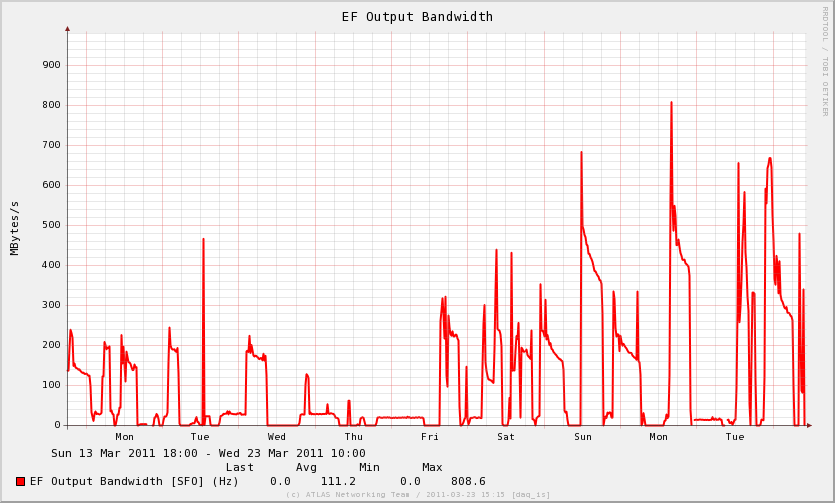 EF Output Bandwidth
RRDTOOL / TOBI OETIKER
MBytes/s
900
800
700
600
500
400
300
200
100
0
Mon Tue Wed Thu Fri Sat Sun Mon Tue
Sun 13 Mar 2011 18:00 - Wed 23 Mar 2011 10:00
Last Avg Min Max
EF Output Bandwidth [SFO] (Hz) 0.0 111.2 0.0 808.6
(c) ATLAS Networking Team / 2011-03-23 15:15 [daq_is]